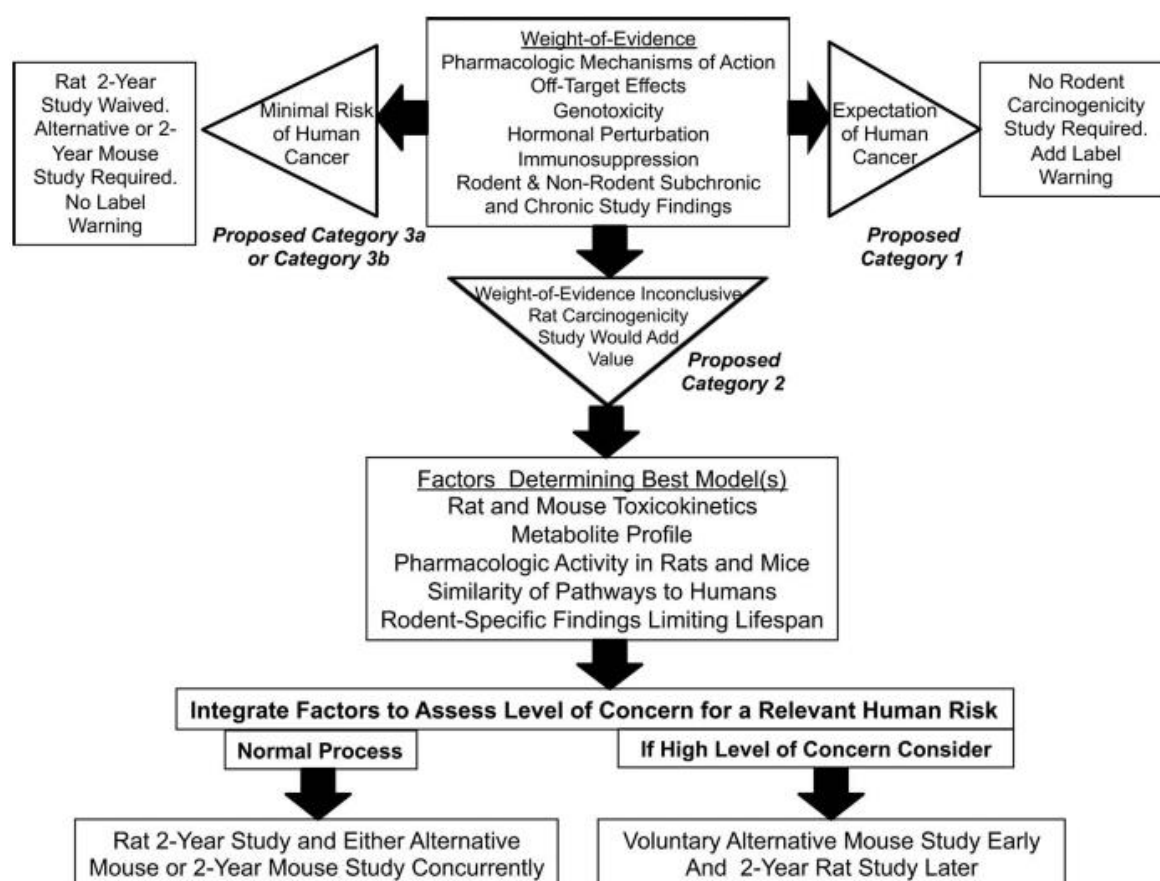 Weight-of-Evidence
Pharmacologic Mechanisms of Action
Off-Target Effects
Genotoxicity
Hormonal Perturbation
Immunosuppression
Rodent & Non-Rodent Subchronic
and Chronic Study Findings
Rat 2-Year
Study Waived.
Alternative or 2-
Year Mouse
Study Required.
No Label
Warning
Minimal Risk
of Human
Cancer
Proposed Category 3a
or Category 3b
Expectation
of Human
Cancer
Proposed
Category 1
No Rodent
Carcinogenicity
Study Required.
Add Label
Warning
Weight-of-Evidence Inconclusive
Rat Carcinogenicity
Study Would Add
Value
Proposed
Category 2
Factors Determining Best Model(s)
Rat and Mouse Toxicokinetics
Metabolite Profile
Pharmacologic Activity in Rats and Mice
Similarity of Pathways to Humans
Rodent-Specific Findings Limiting Lifespan
Integrate Factors to Assess Level of Concern for a Relevant Human Risk
Normal Process
If High Level of Concern Consider
Rat 2-Year Study and Either Alternative
Mouse or 2-Year Mouse Study Concurrently
Voluntary Alternative Mouse Study Early
And 2-Year Rat Study Later